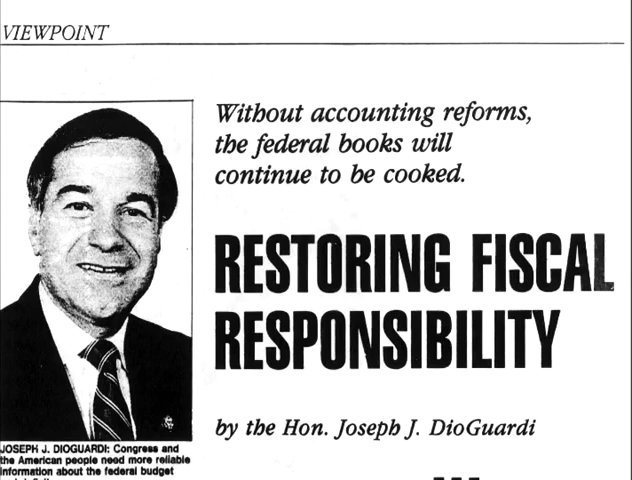 VIEWPOINT
Without accounting reforms,
the federal books will
continue to be cooked.
RESTORING FISCAL
RESPONSIBILITY
by the Hon. Joseph J. DioGuardi
JOSEPH J. DIOGUARDI: Congress and
the American people need more reliable
information about the federal budget